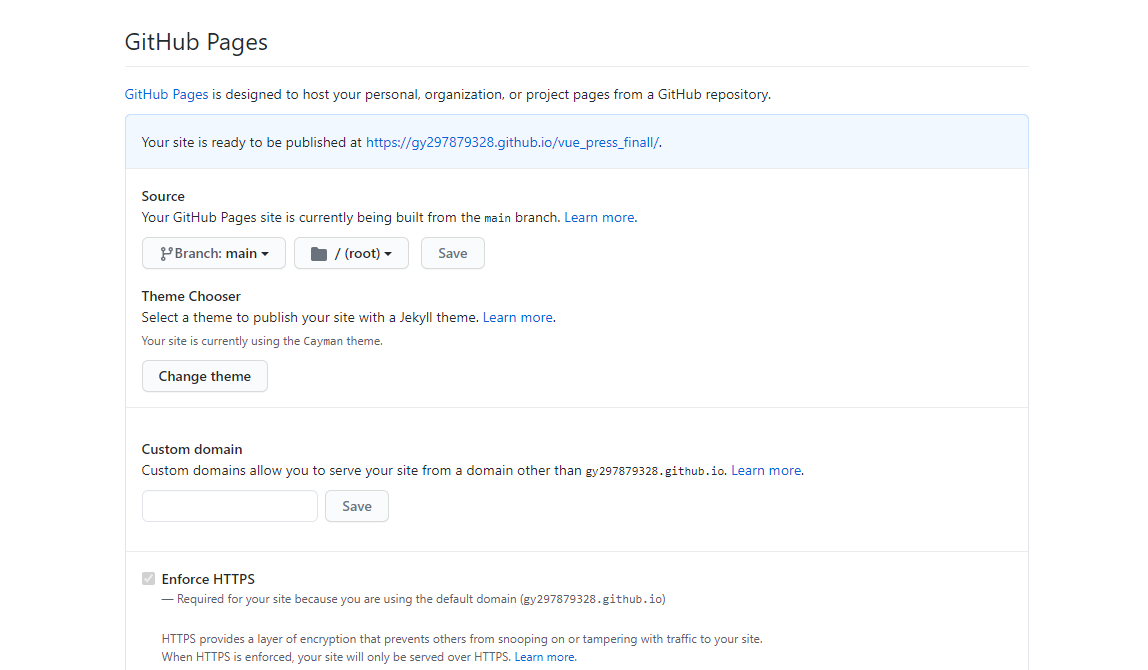 GitHub Pages
GitHub Pages is designed to host your personal, organization, or project pages from a GitHub repository.
Your site is ready to be published at https://gy297879328.github.io/vue_press_finall/.
Source
Your GitHub Pages site is currently being built from the main branch. Learn more.
Branch: main / (root) Save
Theme Chooser
Select a theme to publish your site with a Jekyll theme. Learn more.
Your site is currently using the Cayman theme.
Change theme
Custom domain
Custom domains allow you to serve your site from a domain other than gy297879328.github.io. Learn more.
Save
Enforce HTTPS
— Required for your site because you are using the default domain (gy297879328.github.io)
HTTPS provides a layer of encryption that prevents others from snooping on or tampering with traffic to your site.
When HTTPS is enforced, your site will only be served over HTTPS. Learn more.